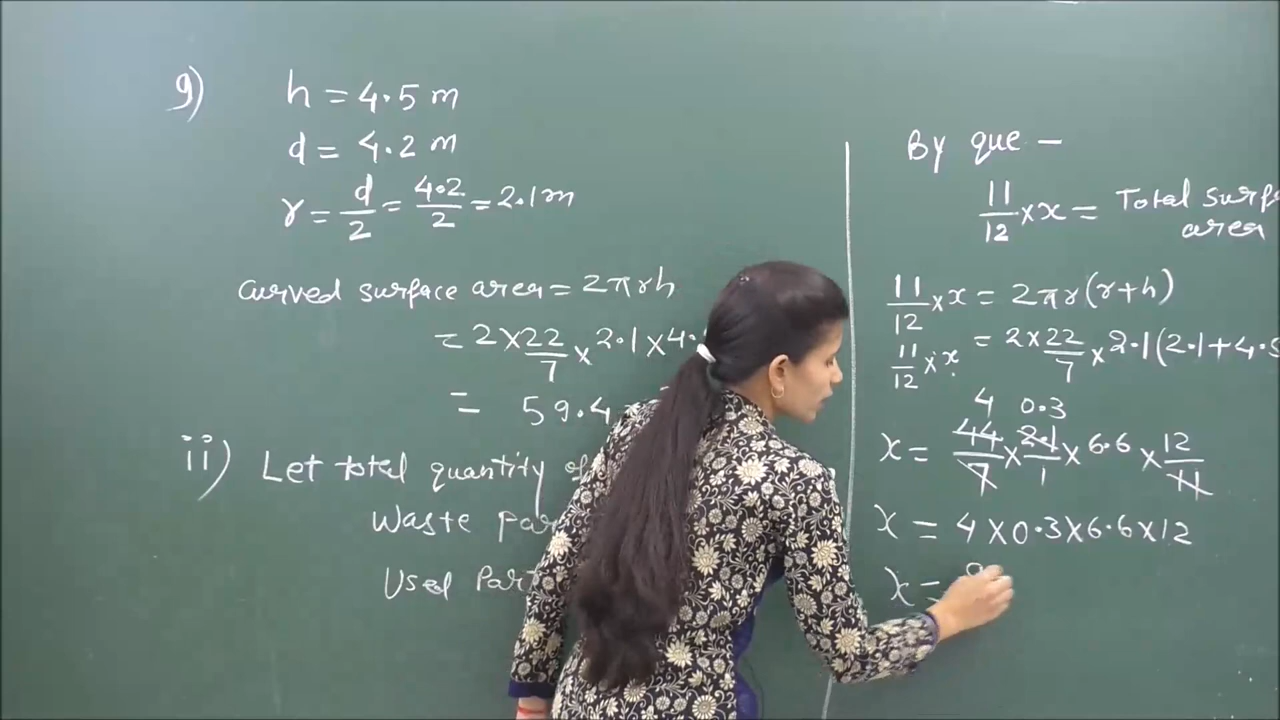 9) h = 4.5 m
d = 4.2 m
r = d/2 = 4.2/2 = 2.1m
curved surface area = 2πrh
= 2 × 22/7 × 2.1 × 4.
= 59.4
ii) Let total quantity of
Waste par
Used Part
By que –
11/12 × x = Total surf
area
11/12 × x = 2πr(r+h)
11/12 × x = 2 × 22/7 × 2.1(2.1+4.5
4 0.3
x = 44/7 × 2.1/1 × 6.6 × 12/11
x = 4 × 0.3 × 6.6 × 12
x =